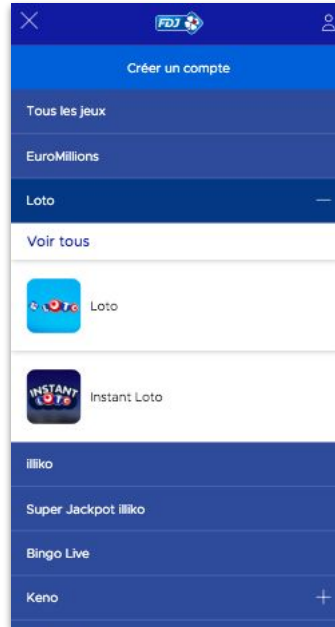 FDJ
Créer un compte
Tous les jeux
EuroMillions
Loto
Voir tous
LOTO
Loto
INSTANT
LOTO
Instant Loto
illiko
Super Jackpot illiko
Bingo Live
Keno